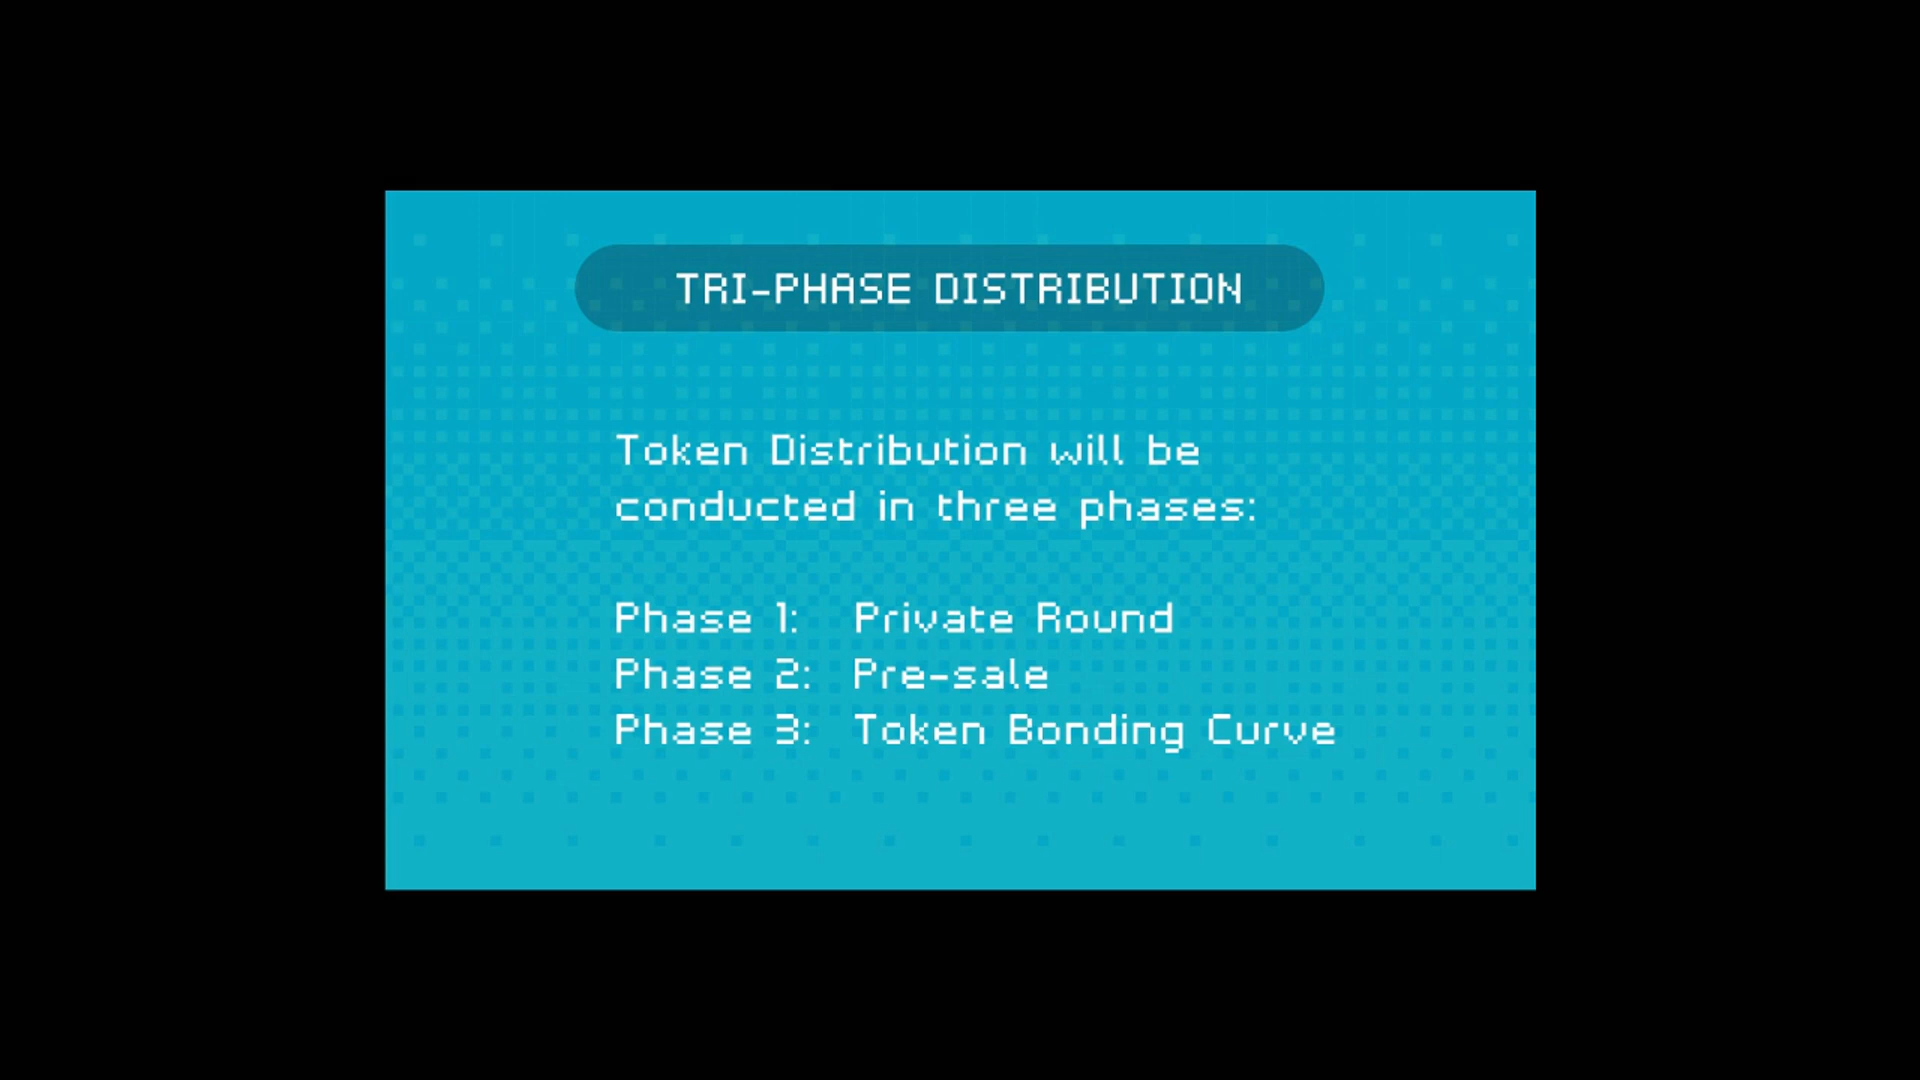 TRI-PHASE DISTRIBUTION
Token Distribution will be
conducted in three phases:
Phase 1: Private Round
Phase 2: Pre-sale
Phase 3: Token Bonding Curve